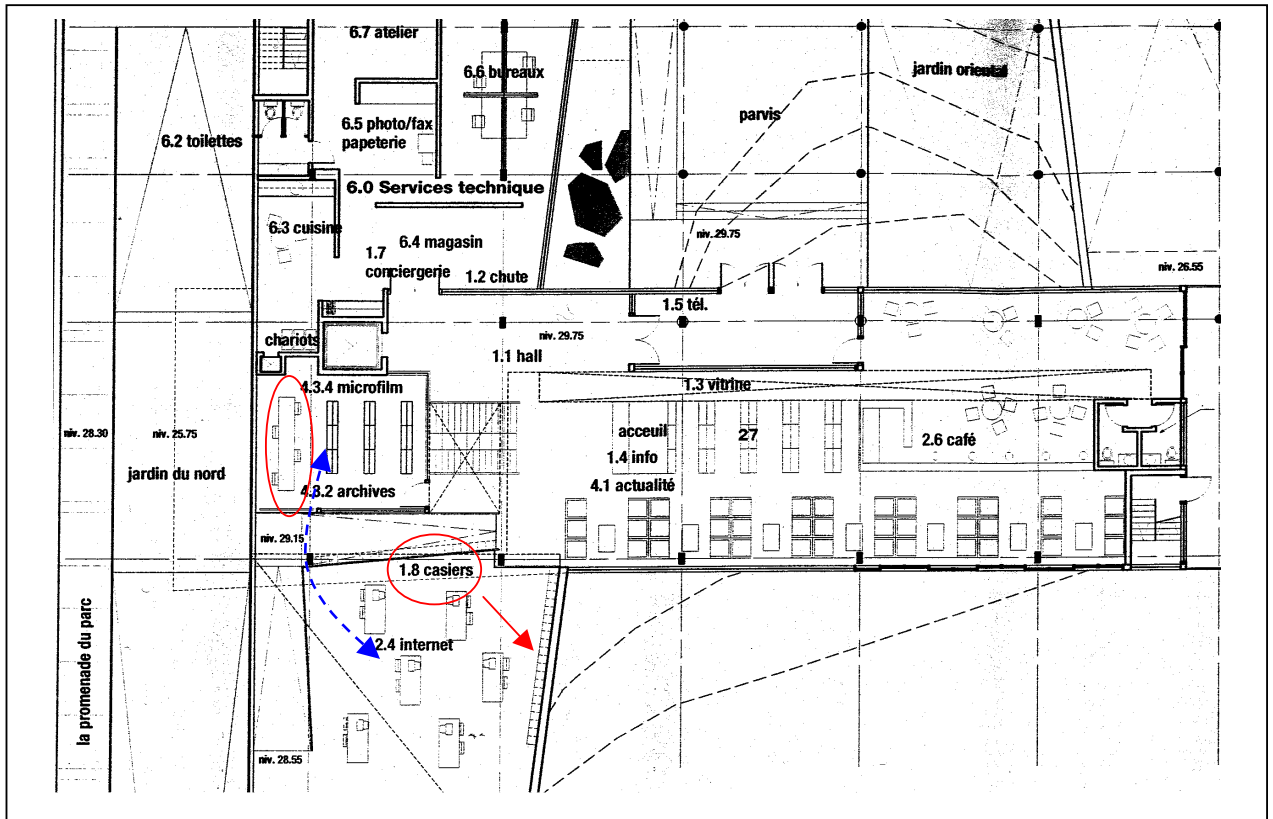 6.7 atelier
6.6 bureaux
jardin oriental
parvis
6.5 photo/fax
papeterie
6.2 toilettes
6.0 Services technique
6.3 cuisine
6.4 magasin
niv. 29.75
1.7
conciergerie
1.2 chute
niv. 26.55
1.5 tél.
chariots
niv. 29.75
1.1 hall
4.3.4 microfilm
1.3 vitrine
niv. 28.30
niv. 25.75
acceuil
27
2.6 café
1.4 info
jardin du nord
4.3.2 archives
4.1 actualité
niv. 29.15
1.8 casiers
2.4 internet
la promenade du parc
niv. 28.55